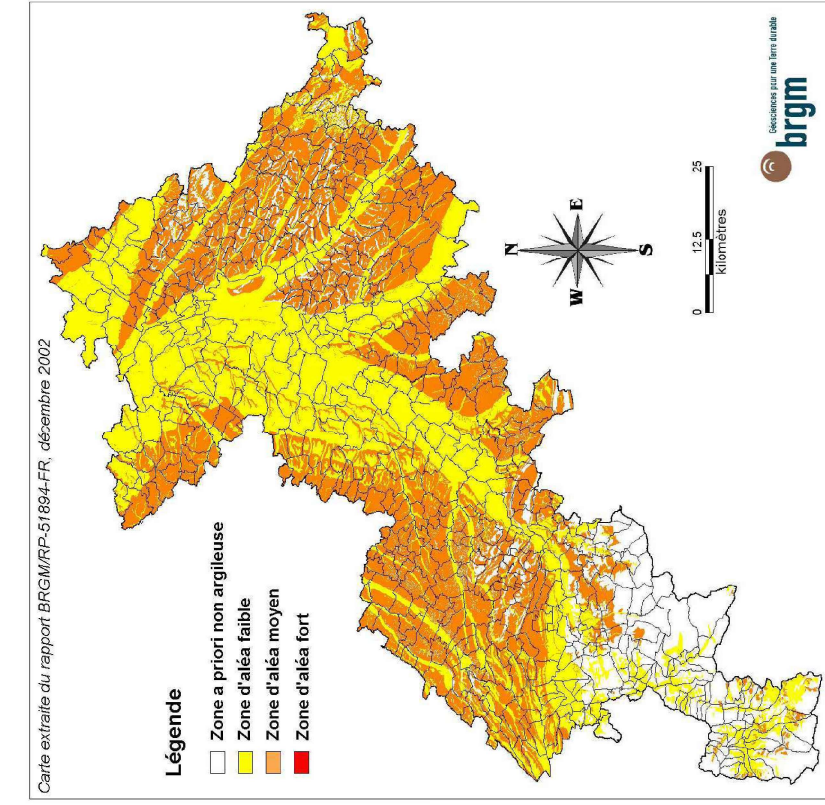 Carte extraite du rapport BRGM/RP-51894-FR, décembre 2002
Légende
Zone a priori non argileuse
Zone d'aléa faible
Zone d'aléa moyen
Zone d'aléa fort
N
W
E
S
0 12.5 25
kilomètres
Géosciences pour une Terre durable
brgm